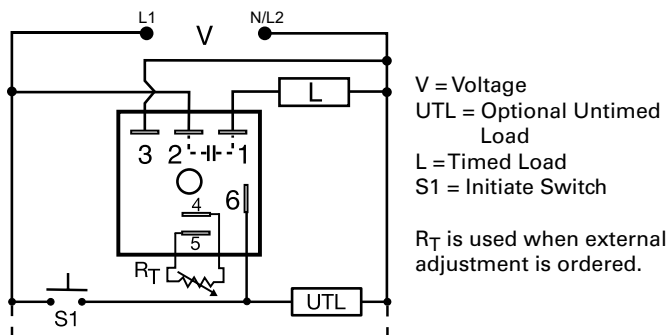 L1
V
N/L2
L
3
2
1
6
4
5
RT
S1
UTL
V = Voltage
UTL = Optional Untimed
Load
L = Timed Load
S1 = Initiate Switch
RT is used when external
adjustment is ordered.